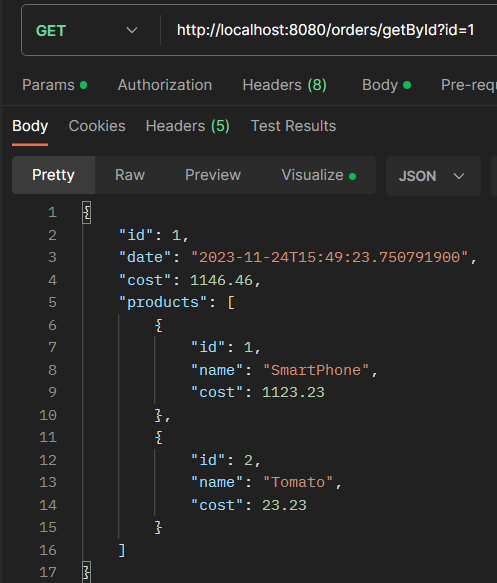 GET http://localhost:8080/orders/getById?id=1
Params Authorization Headers (8) Body Pre-req
Body Cookies Headers (5) Test Results
Pretty Raw Preview Visualize JSON
1 {
2 "id": 1,
3 "date": "2023-11-24T15:49:23.750791900",
4 "cost": 1146.46,
5 "products": [
6 {
7 "id": 1,
8 "name": "SmartPhone",
9 "cost": 1123.23
10 },
11 {
12 "id": 2,
13 "name": "Tomato",
14 "cost": 23.23
15 }
16 ]
17 }